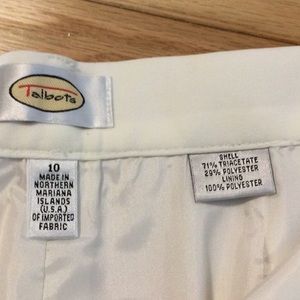 Talbots
10
MADE IN
NORTHERN
MARIANA
ISLANDS
(U.S.A.)
OF IMPORTED
FABRIC
SHELL
71% TRIACETATE
29% POLYESTER
LINING
100% POLYESTER